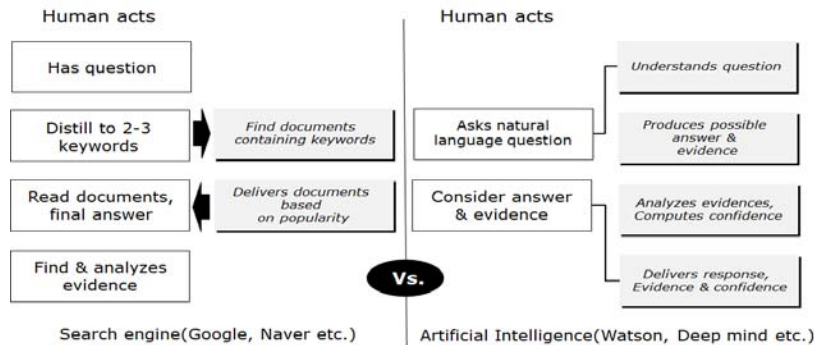 Human acts
Has question
Distill to 2-3
keywords
Find documents
containing keywords
Read documents,
final answer
Delivers documents
based
on popularity
Find & analyzes
evidence
Search engine(Google, Naver etc.)
Vs.
Human acts
Asks natural
language question
Understands question
Produces possible
answer &
evidence
Consider answer
& evidence
Analyzes evidences,
Computes confidence
Delivers response,
Evidence & confidence
Artificial Intelligence(Watson, Deep mind etc.)